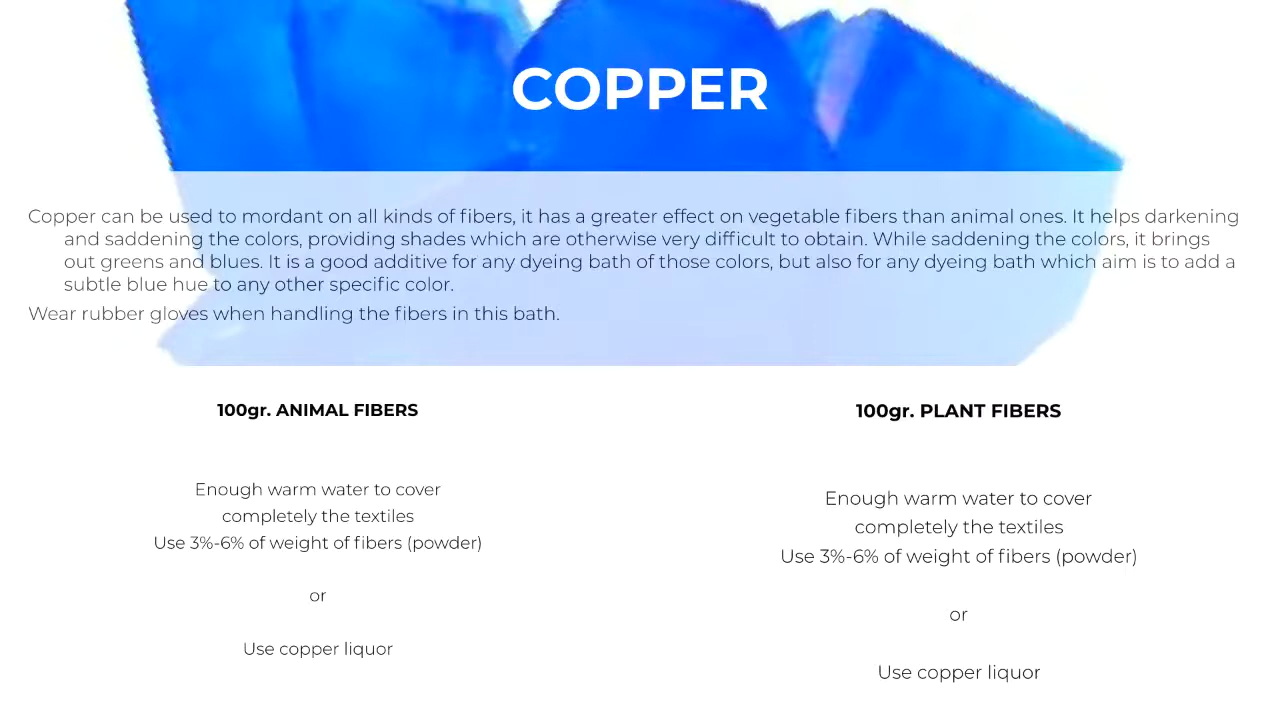 COPPER
Copper can be used to mordant on all kinds of fibers, it has a greater effect on vegetable fibers than animal ones. It helps darkening
and saddening the colors, providing shades which are otherwise very difficult to obtain. While saddening the colors, it brings
out greens and blues. It is a good additive for any dyeing bath of those colors, but also for any dyeing bath which aim is to add a
subtle blue hue to any other specific color.
Wear rubber gloves when handling the fibers in this bath.
100gr. ANIMAL FIBERS
Enough warm water to cover
completely the textiles
Use 3%-6% of weight of fibers (powder)
or
Use copper liquor
100gr. PLANT FIBERS
Enough warm water to cover
completely the textiles
Use 3%-6% of weight of fibers (powder)
or
Use copper liquor